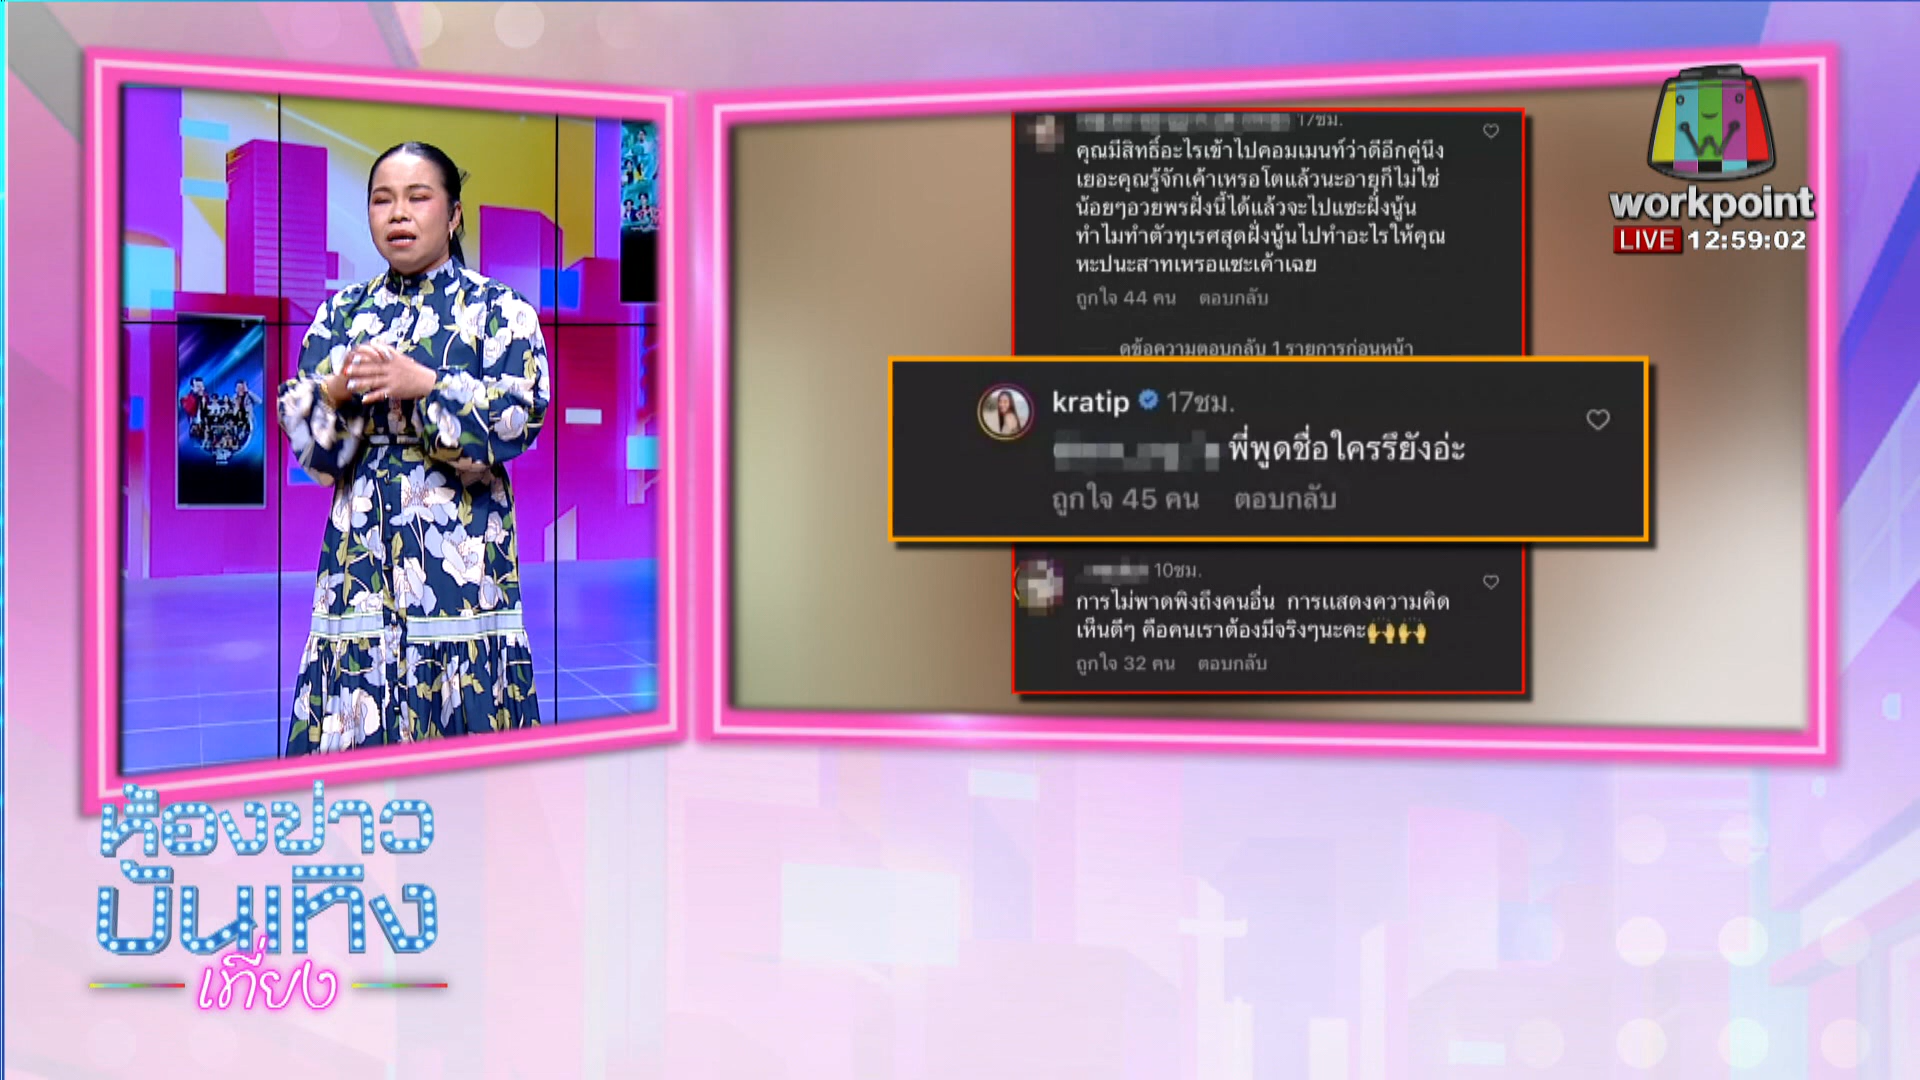 17ชม.
คุณมีสิทธิ์อะไรเข้าไปคอมเมนท์ว่าดีอีกคู่นึง
เยอะคุณรู้จักเค้าเหรอโตแล้วนะอายุก็ไม่ใช่
น้อยๆอวยพรฝั่งนี้ได้แล้วจะไปแซะฝั่งนู้น
ทำไมทำตัวทุเรศสุดฝั่งนู้นไปทำอะไรให้คุณ
หะปนะสาทเหรอแซะเค้าเฉย
ถูกใจ 44 คน ตอบกลับ
ดูข้อความตอบกลับ 1 รายการก่อนหน้า
kratip 17ชม.
พี่พูดชื่อใครรึยังอ่ะ
ถูกใจ 45 คน ตอบกลับ
10ชม.
การไม่พาดพิงถึงคนอื่น การแสดงความคิด
เห็นดีๆ คือคนเราต้องมีจริงๆนะคะ🙌🙌
ถูกใจ 32 คน ตอบกลับ
workpoint
LIVE 12:59:02
ห้องข่าว
บันเทิง
เที่ยง